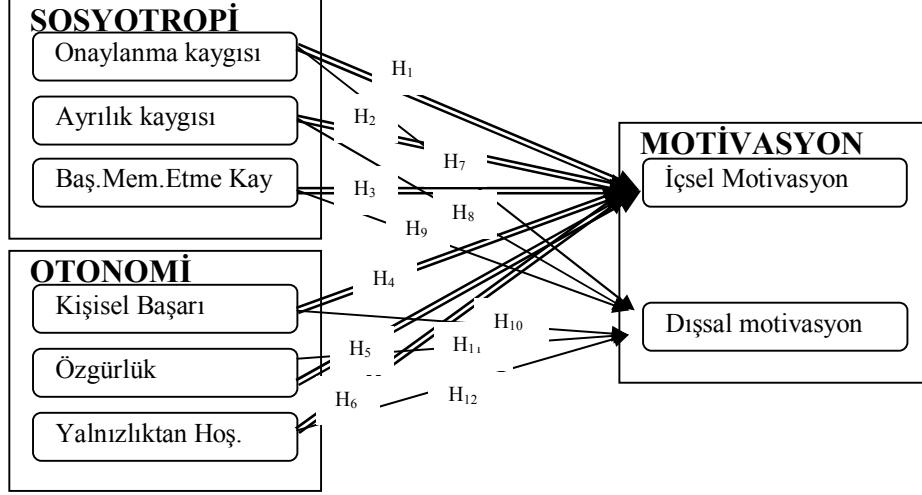 SOSYOTROPİ
Onaylanma kaygısı
Ayrılık kaygısı
Baş.Mem.Etme Kay
OTONOMİ
Kişisel Başarı
Özgürlük
Yalnızlıktan Hoş.
H1
H2
H7
H3
H8
H9
H4
H10
H5
H11
H6
H12
MOTİVASYON
İçsel Motivasyon
Dışsal motivasyon